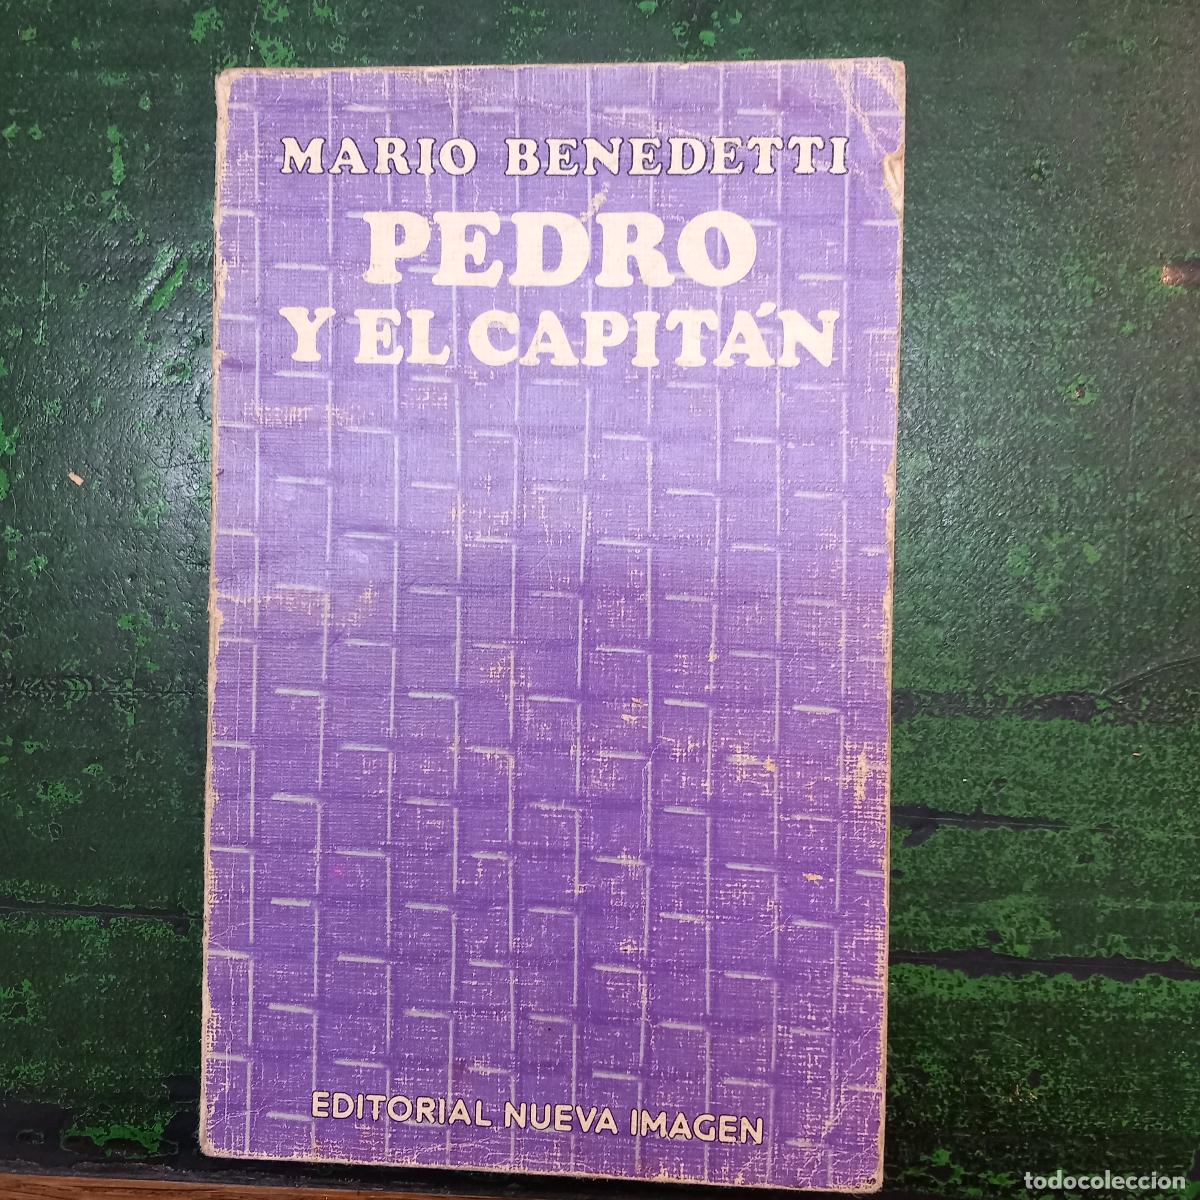 MARIO BENEDETTI
PEDRO
Y EL CAPITÁN
EDITORIAL NUEVA IMAGEN
todocoleccion